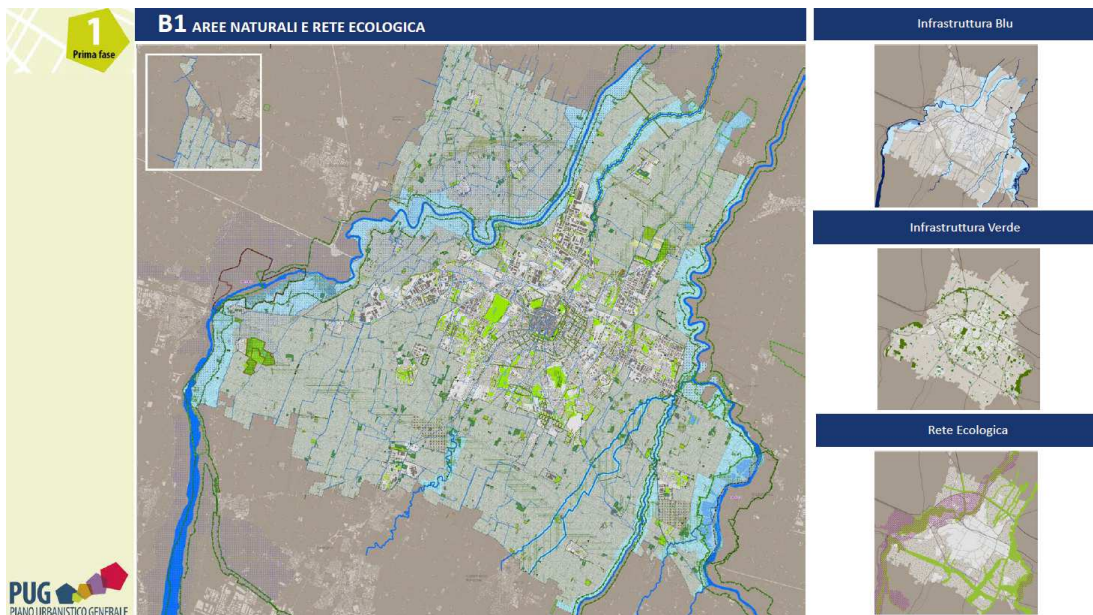 1
Prima fase
B1 AREE NATURALI E RETE ECOLOGICA
Infrastruttura Blu
Infrastruttura Verde
Rete Ecologica
PUG
PIANO URBANISTICO GENERALE